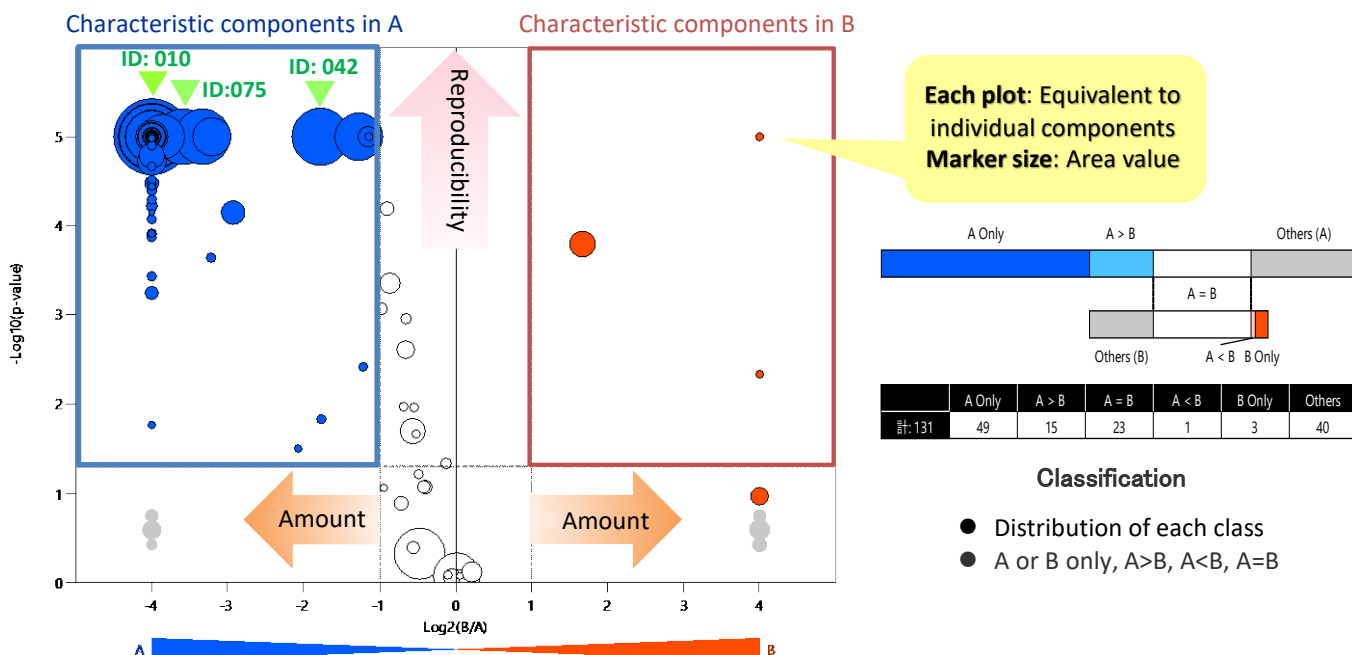 Characteristic components in A
Characteristic components in B
ID: 010
ID:075
ID: 042
Reproducibility
Each plot: Equivalent to
individual components
Marker size: Area value
-Log10(p-value)
5
4
3
2
1
0
Amount
Amount
-4
-3
-2
-1
0
1
2
3
4
Log2(B/A)
A
B
A Only
A > B
Others (A)
A = B
Others (B)
A < B
B Only
A Only A > B A = B A < B B Only Others
計: 131 49 15 23 1 3 40
Classification
● Distribution of each class
● A or B only, A>B, A<B, A=B